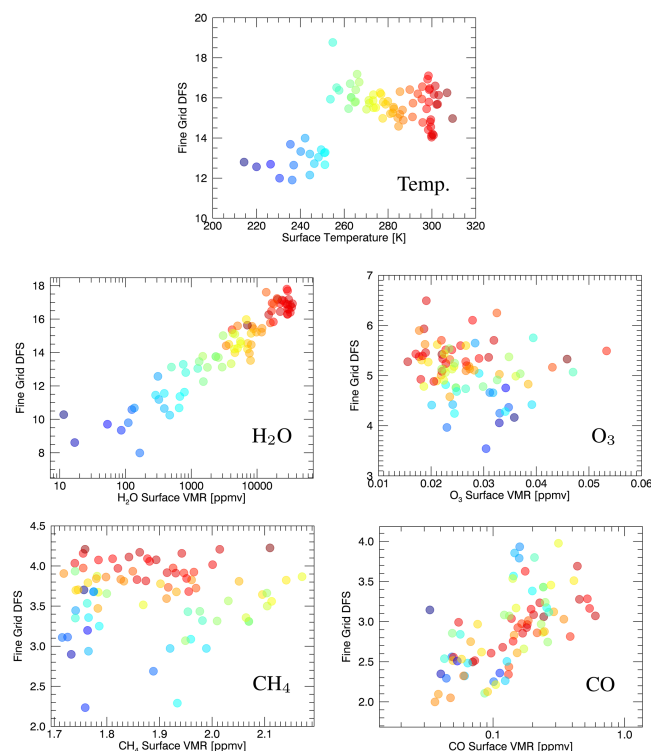 20
18
16
14
12
10
Fine Grid DFS
Temp.
200 220 240 260 280 300 320
Surface Temperature [K]
18
16
14
12
10
8
Fine Grid DFS
H₂O
10 100 1000 10000
H₂O Surface VMR [ppmv]
7
6
5
4
3
Fine Grid DFS
O₃
0.01 0.02 0.03 0.04 0.05 0.06
O₃ Surface VMR [ppmv]
4.5
4.0
3.5
3.0
2.5
2.0
Fine Grid DFS
CH₄
1.7 1.8 1.9 2.0 2.1
CH₄ Surface VMR [ppmv]
4.0
3.5
3.0
2.5
2.0
Fine Grid DFS
CO
0.1 1.0
CO Surface VMR [ppmv]